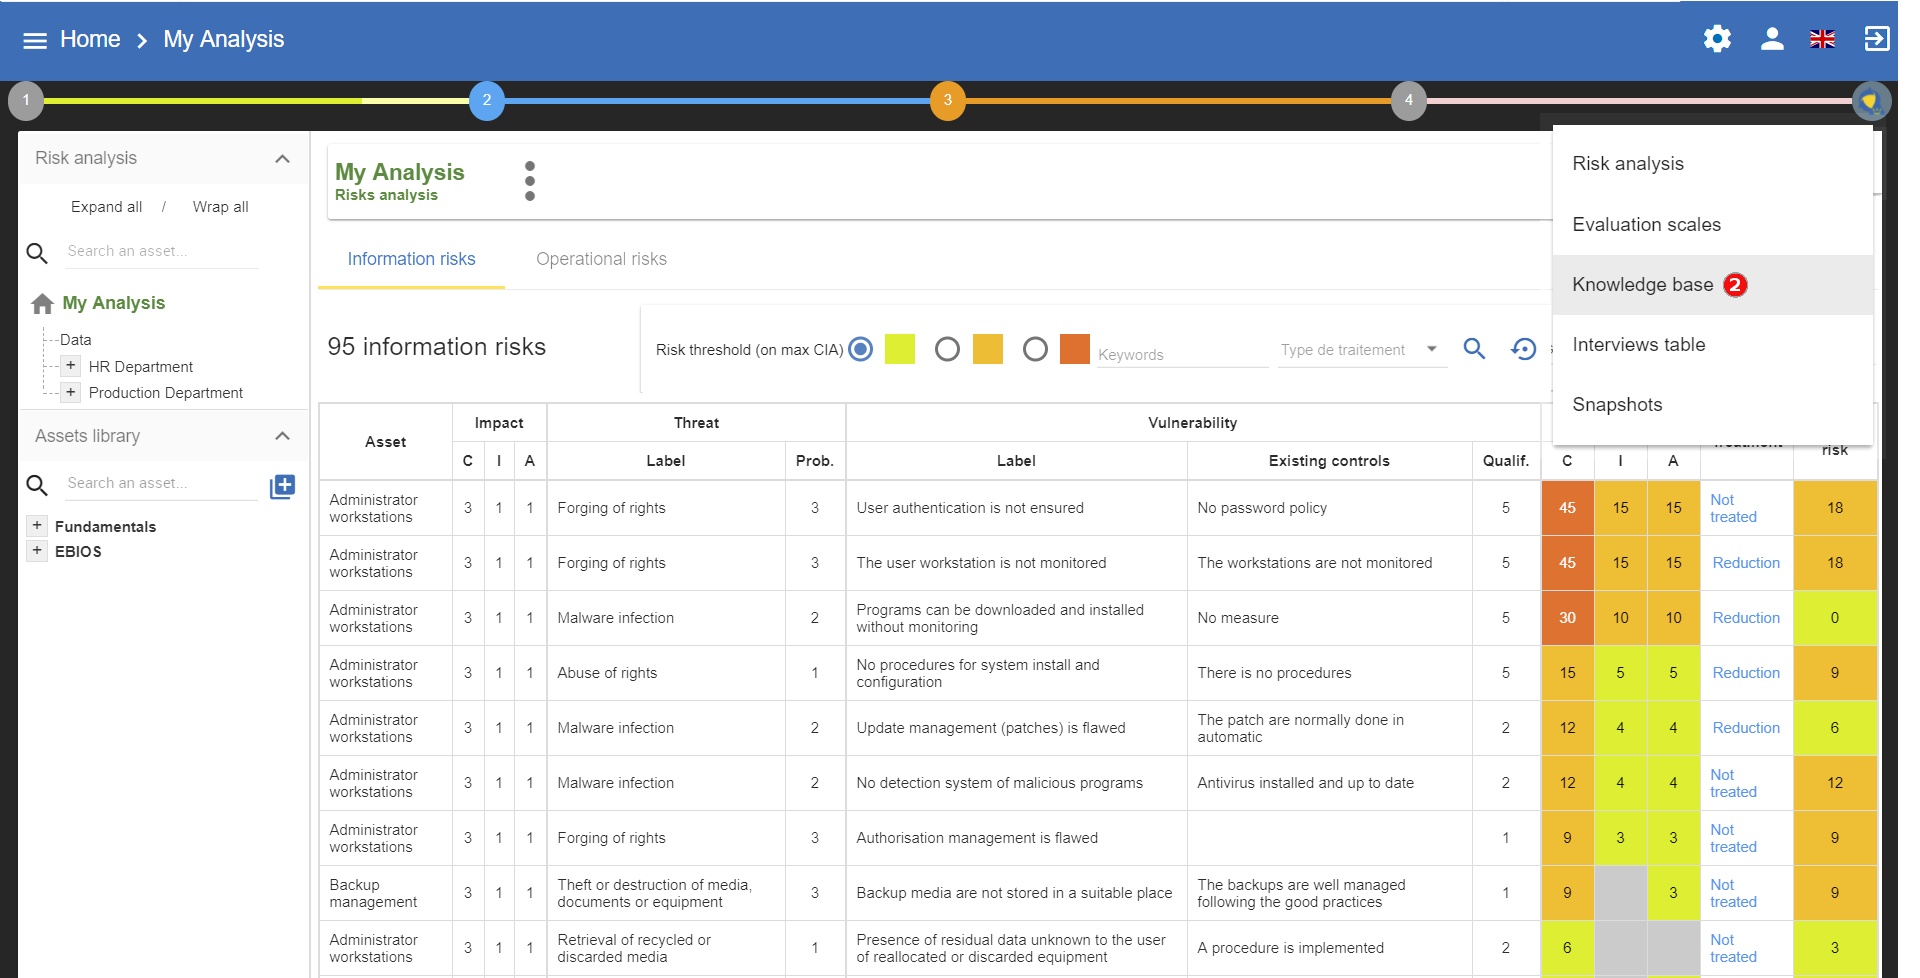 Home > My Analysis
1
2
3
4
Risk analysis
Expand all / Wrap all
Search an asset...
My Analysis
Data
+ HR Department
+ Production Department
Assets library
Search an asset...
+ Fundamentals
+ EBIOS
My Analysis
Risks analysis
Information risks Operational risks
95 information risks
Risk threshold (on max CIA) Keywords Type de traitement
Risk analysis
Evaluation scales
Knowledge base 2
Interviews table
Snapshots
Asset Impact Threat Vulnerability Treatment risk
C I A Label Prob. Label Existing controls Qualif. C I A
Administrator workstations 3 1 1 Forging of rights 3 User authentication is not ensured No password policy 5 45 15 15 Not treated 18
Administrator workstations 3 1 1 Forging of rights 3 The user workstation is not monitored The workstations are not monitored 5 45 15 15 Reduction 18
Administrator workstations 3 1 1 Malware infection 2 Programs can be downloaded and installed without monitoring No measure 5 30 10 10 Reduction 0
Administrator workstations 3 1 1 Abuse of rights 1 No procedures for system install and configuration There is no procedures 5 15 5 5 Reduction 9
Administrator workstations 3 1 1 Malware infection 2 Update management (patches) is flawed The patch are normally done in automatic 2 12 4 4 Reduction 6
Administrator workstations 3 1 1 Malware infection 2 No detection system of malicious programs Antivirus installed and up to date 2 12 4 4 Not treated 12
Administrator workstations 3 1 1 Forging of rights 3 Authorisation management is flawed 1 9 3 3 Not treated 9
Backup management 3 1 1 Theft or destruction of media, documents or equipment 3 Backup media are not stored in a suitable place The backups are well managed following the good practices 1 9 3 Not treated 9
Administrator workstations 3 1 1 Retrieval of recycled or discarded media 1 Presence of residual data unknown to the user of reallocated or discarded equipment A procedure is implemented 2 6 Not treated 3